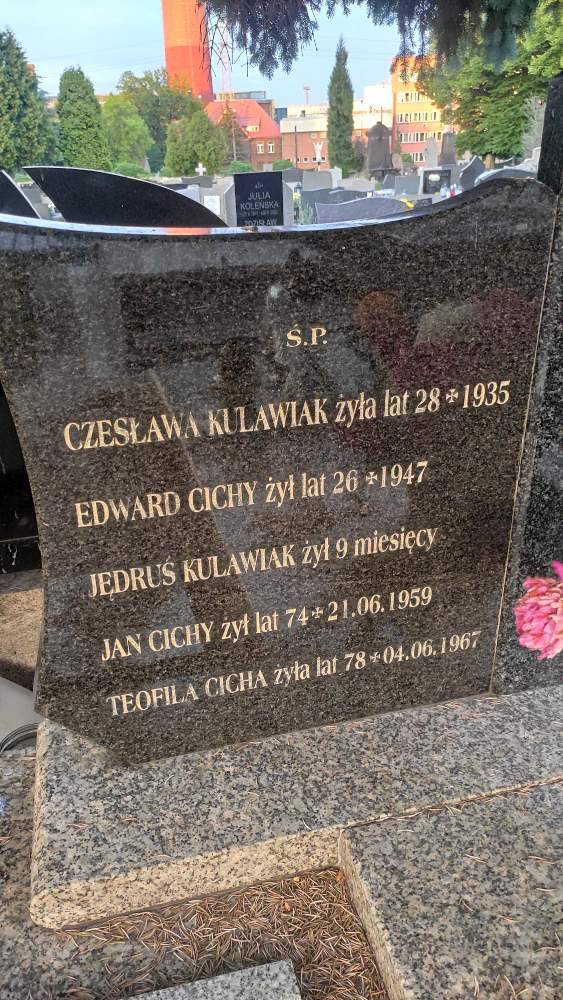 JULIA
KOLEŃSKA
Ś.P.
CZESŁAWA KULAWIAK żyła lat 28 ✝ 1935
EDWARD CICHY żył lat 26 ✝ 1947
JĘDRUŚ KULAWIAK żył 9 miesięcy
JAN CICHY żył lat 74 ✝ 21.06.1959
TEOFILA CICHA żyła lat 78 ✝ 04.06.1967